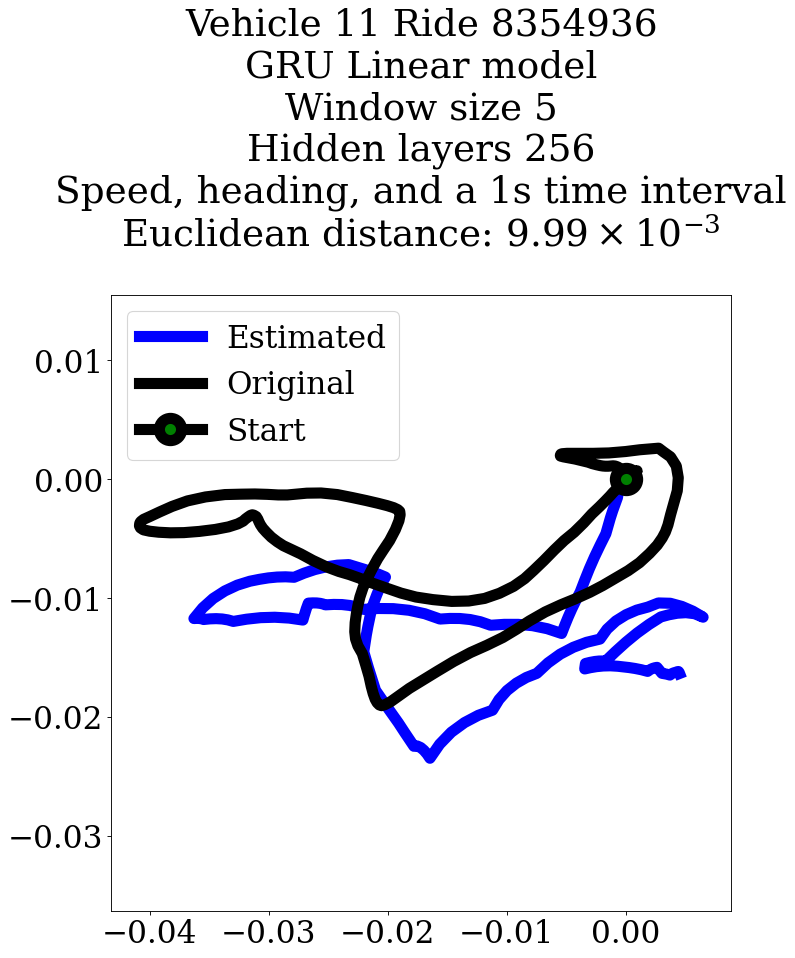 Vehicle 11 Ride 8354936
GRU Linear model
Window size 5
Hidden layers 256
Speed, heading, and a 1s time interval
Euclidean distance: 9.99 × 10⁻³
Estimated
Original
Start
0.01
0.00
−0.01
−0.02
−0.03
−0.04 −0.03 −0.02 −0.01 0.00